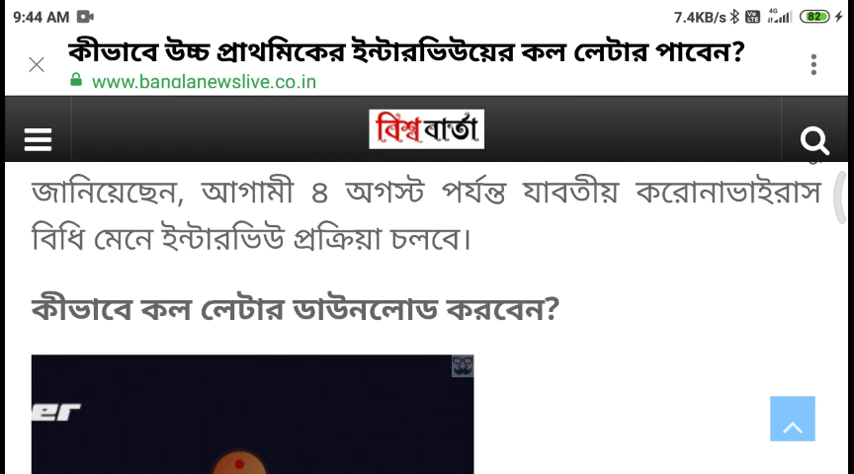 9:44 AM
7.4KB/s 4G 82
কীভাবে উচ্চ প্রাথমিকের ইন্টারভিউয়ের কল লেটার পাবেন?
www.banglanewslive.co.in
বিশ্ব বার্তা
জানিয়েছেন, আগামী ৪ অগস্ট পর্যন্ত যাবতীয় করোনাভাইরাস
বিধি মেনে ইন্টারভিউ প্রক্রিয়া চলবে।
কীভাবে কল লেটার ডাউনলোড করবেন?
er